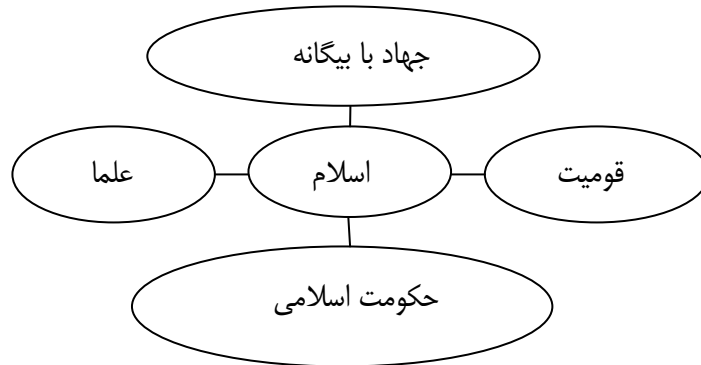 جهاد با بیگانه
قومیت
اسلام
علما
حکومت اسلامی